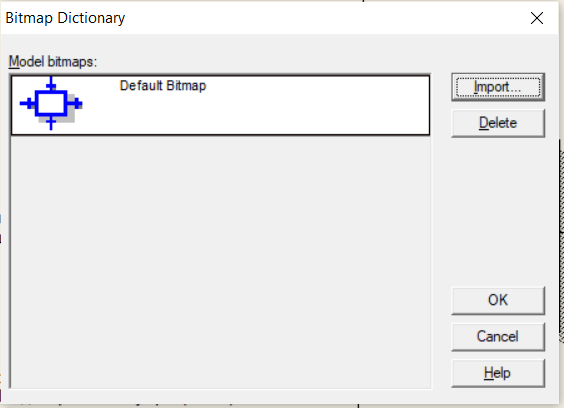 Bitmap Dictionary
Model bitmaps:
Default Bitmap
Import...
Delete
OK
Cancel
Help